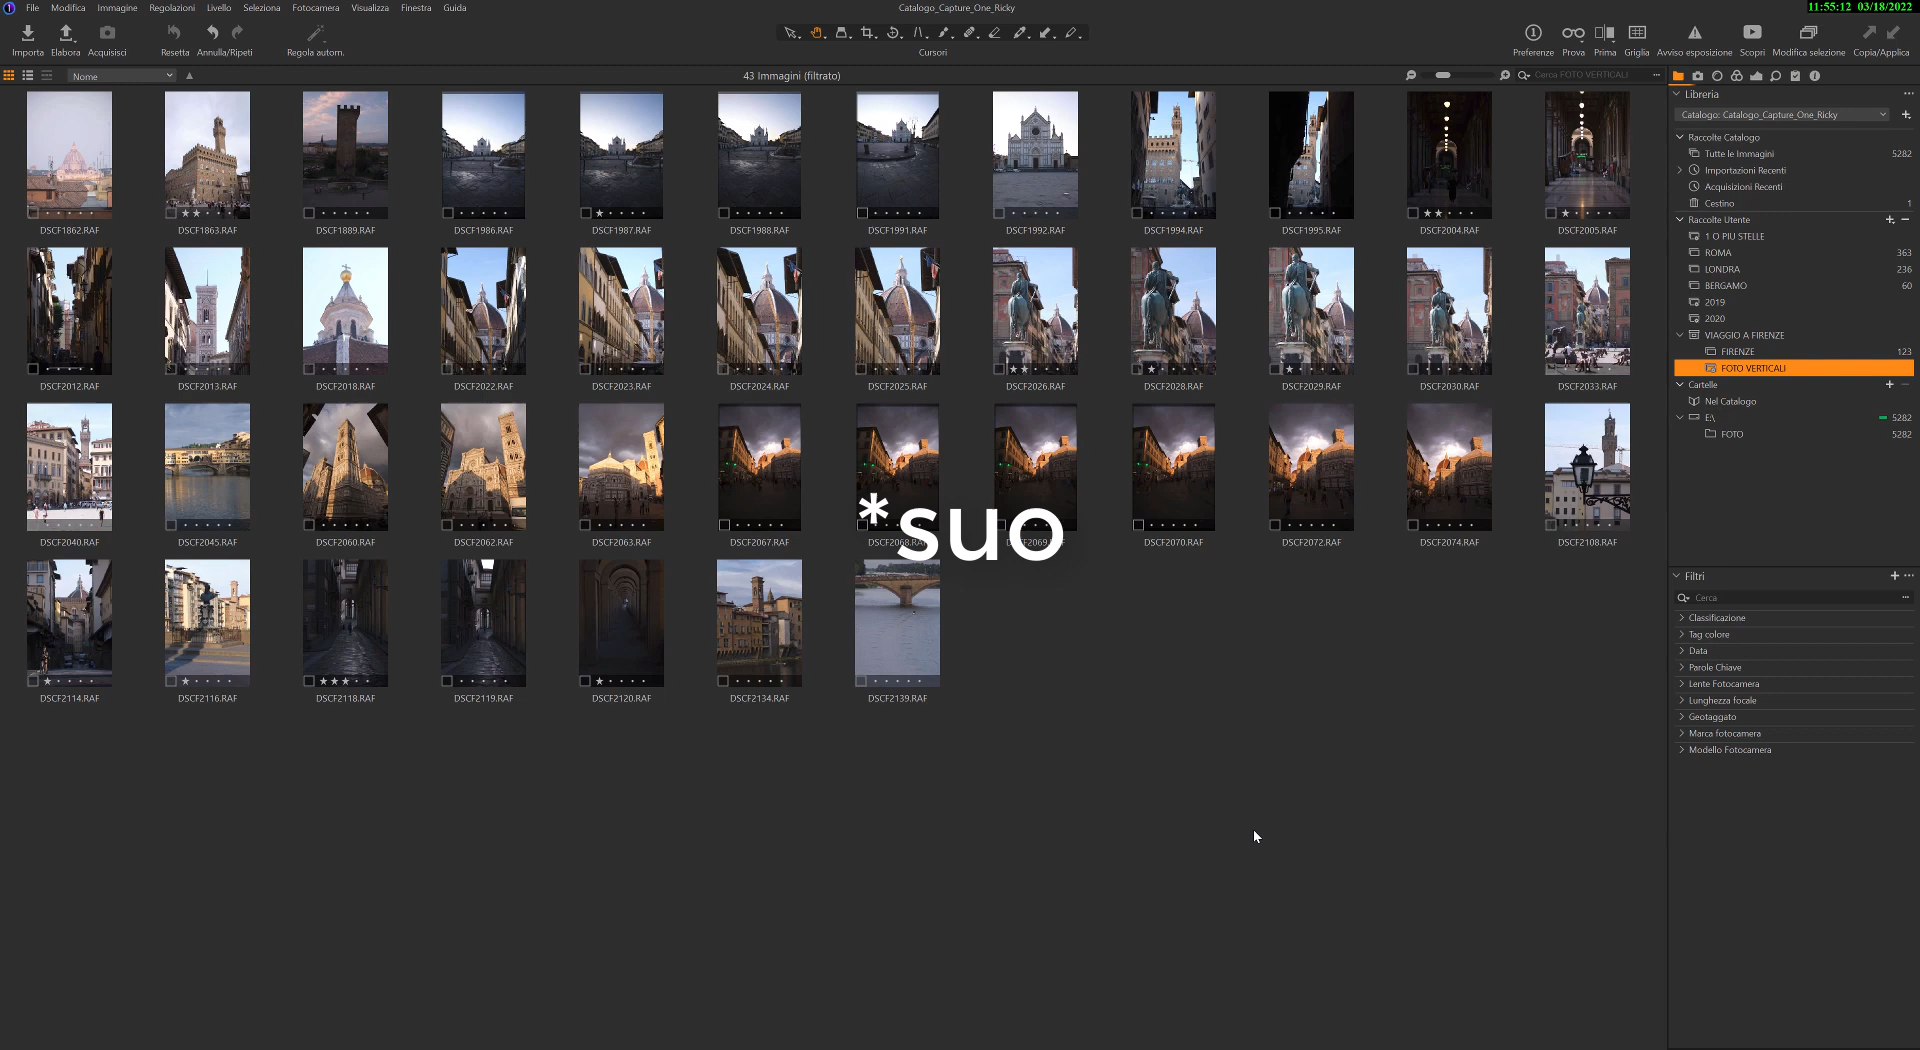 File Modifica Immagine Regolazioni Livello Seleziona Fotocamera Visualizza Finestra Guida
Catalogo_Capture_One_Ricky
11:55:12 03/18/2022
Importa Elabora Acquisisci Resetta Annulla/Ripeti Regola autom.
Cursori
Preferenze Prova Prima Griglia Avviso esposizione Scopri Modifica selezione Copia/Applica
Nome
43 Immagini (filtrato)
Cerca FOTO VERTICALI
DSCF1862.RAF DSCF1863.RAF DSCF1889.RAF DSCF1986.RAF DSCF1987.RAF DSCF1988.RAF DSCF1991.RAF DSCF1992.RAF DSCF1994.RAF DSCF1995.RAF DSCF2004.RAF DSCF2005.RAF
DSCF2012.RAF DSCF2013.RAF DSCF2018.RAF DSCF2022.RAF DSCF2023.RAF DSCF2024.RAF DSCF2025.RAF DSCF2026.RAF DSCF2028.RAF DSCF2029.RAF DSCF2030.RAF DSCF2033.RAF
DSCF2040.RAF DSCF2045.RAF DSCF2060.RAF DSCF2062.RAF DSCF2063.RAF DSCF2067.RAF DSCF2068.RAF DSCF2069.RAF DSCF2070.RAF DSCF2072.RAF DSCF2074.RAF DSCF2108.RAF
*suo
DSCF2114.RAF DSCF2116.RAF DSCF2118.RAF DSCF2119.RAF DSCF2120.RAF DSCF2134.RAF DSCF2139.RAF
Libreria
Catalogo: Catalogo_Capture_One_Ricky
Raccolte Catalogo
Tutte le Immagini 5282
Importazioni Recenti
Acquisizioni Recenti
Cestino 1
Raccolte Utente
1 O PIU STELLE
ROMA 363
LONDRA 236
BERGAMO 60
2019
2020
VIAGGIO A FIRENZE
FIRENZE 123
FOTO VERTICALI
Cartelle
Nel Catalogo
E:\ 5282
FOTO 5282
Filtri
Cerca
Classificazione
Tag colore
Data
Parole Chiave
Lente Fotocamera
Lunghezza focale
Geotaggato
Marca fotocamera
Modello Fotocamera